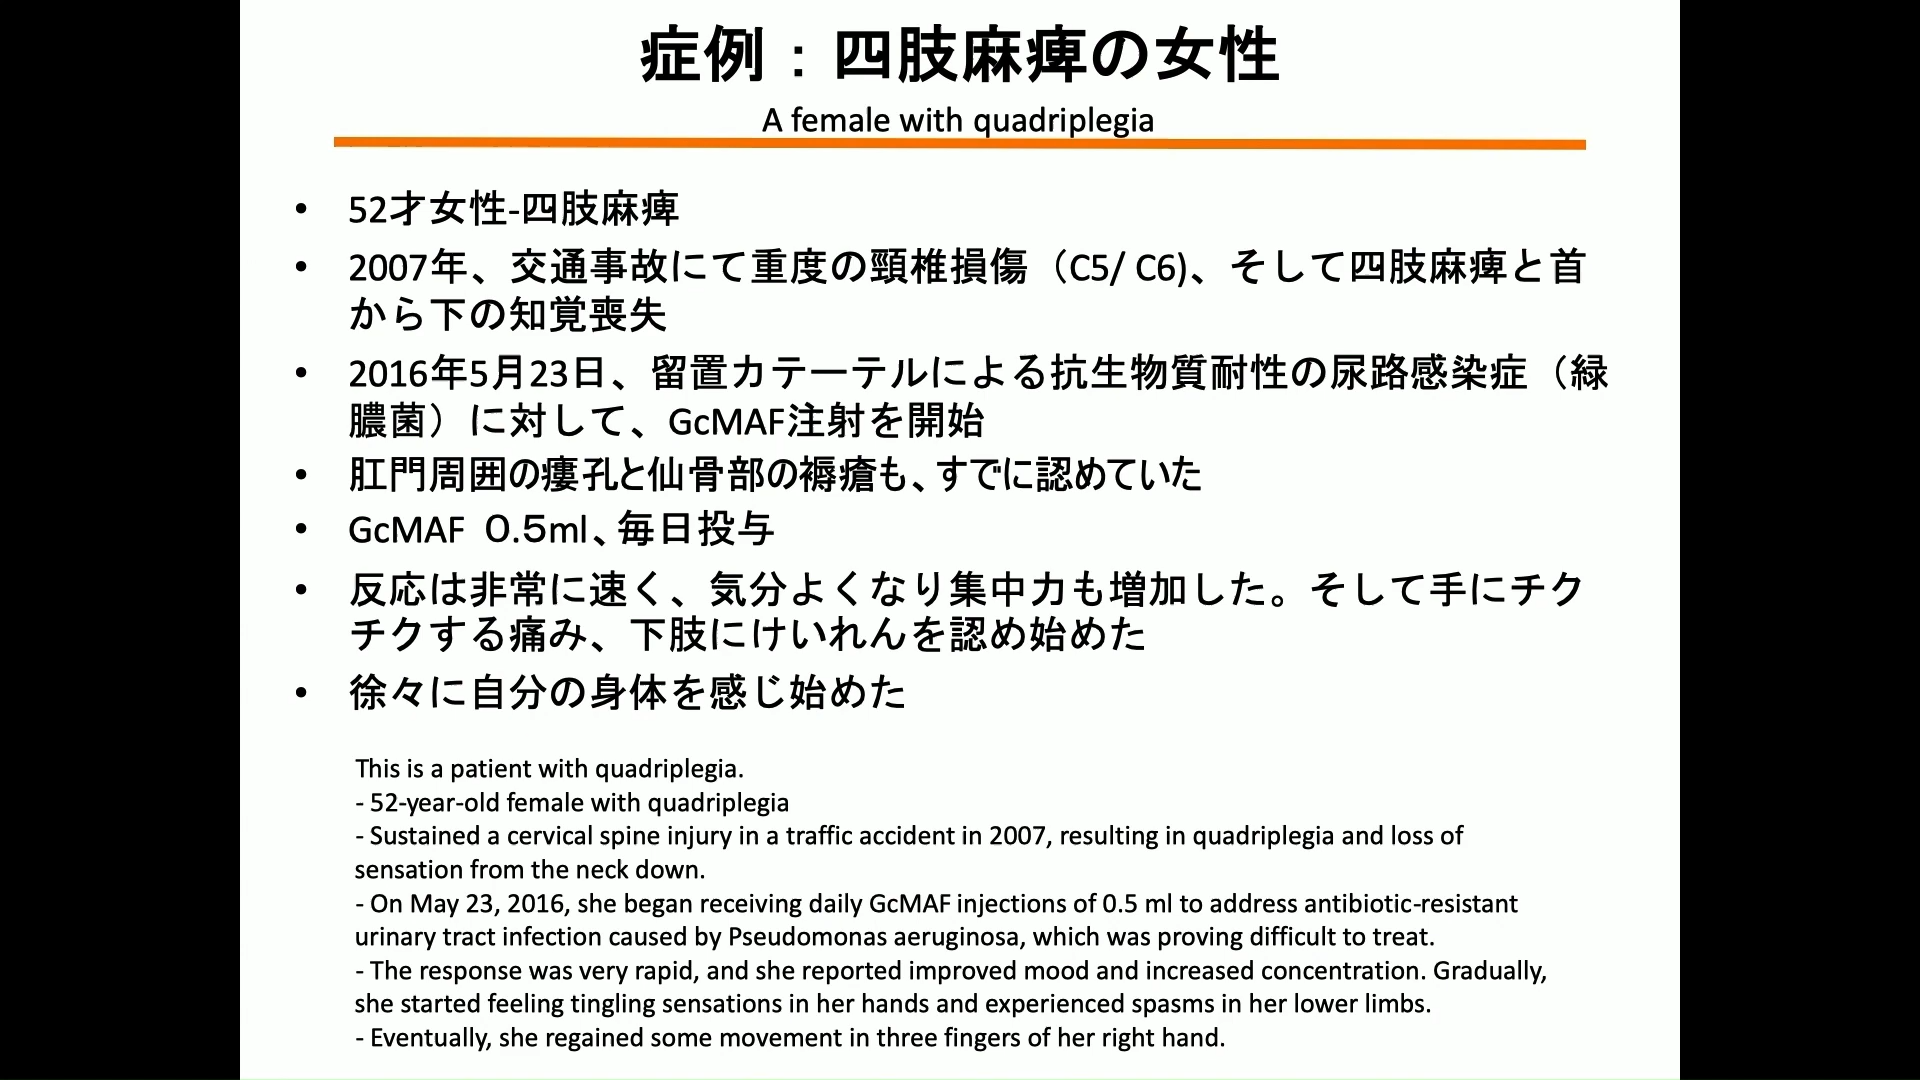 症例：四肢麻痺の女性
A female with quadriplegia
• 52才女性-四肢麻痺
• 2007年、交通事故にて重度の頸椎損傷（C5/ C6)、そして四肢麻痺と首
から下の知覚喪失
• 2016年5月23日、留置カテーテルによる抗生物質耐性の尿路感染症（緑
膿菌）に対して、GcMAF注射を開始
• 肛門周囲の瘻孔と仙骨部の褥瘡も、すでに認めていた
• GcMAF ０.５ml、毎日投与
• 反応は非常に速く、気分よくなり集中力も増加した。そして手にチク
チクする痛み、下肢にけいれんを認め始めた
• 徐々に自分の身体を感じ始めた
This is a patient with quadriplegia.
- 52-year-old female with quadriplegia
- Sustained a cervical spine injury in a traffic accident in 2007, resulting in quadriplegia and loss of
sensation from the neck down.
- On May 23, 2016, she began receiving daily GcMAF injections of 0.5 ml to address antibiotic-resistant
urinary tract infection caused by Pseudomonas aeruginosa, which was proving difficult to treat.
- The response was very rapid, and she reported improved mood and increased concentration. Gradually,
she started feeling tingling sensations in her hands and experienced spasms in her lower limbs.
- Eventually, she regained some movement in three fingers of her right hand.